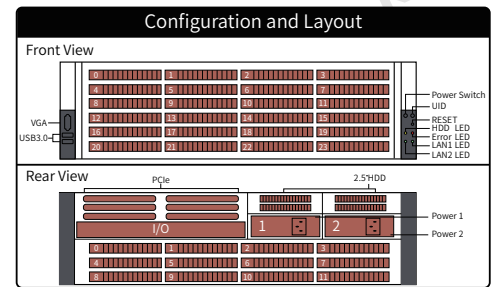 Configuration and Layout
Front View
0 1 2 3
4 5 6 7
8 9 10 11
12 13 14 15
16 17 18 19
20 21 22 23
VGA
USB3.0
Power Switch
UID
RESET
HDD LED
Error LED
LAN1 LED
LAN2 LED
Rear View
PCIe
2.5"HDD
I/O
1 2
Power 1
Power 2
0 1 2 3
4 5 6 7
8 9 10 11